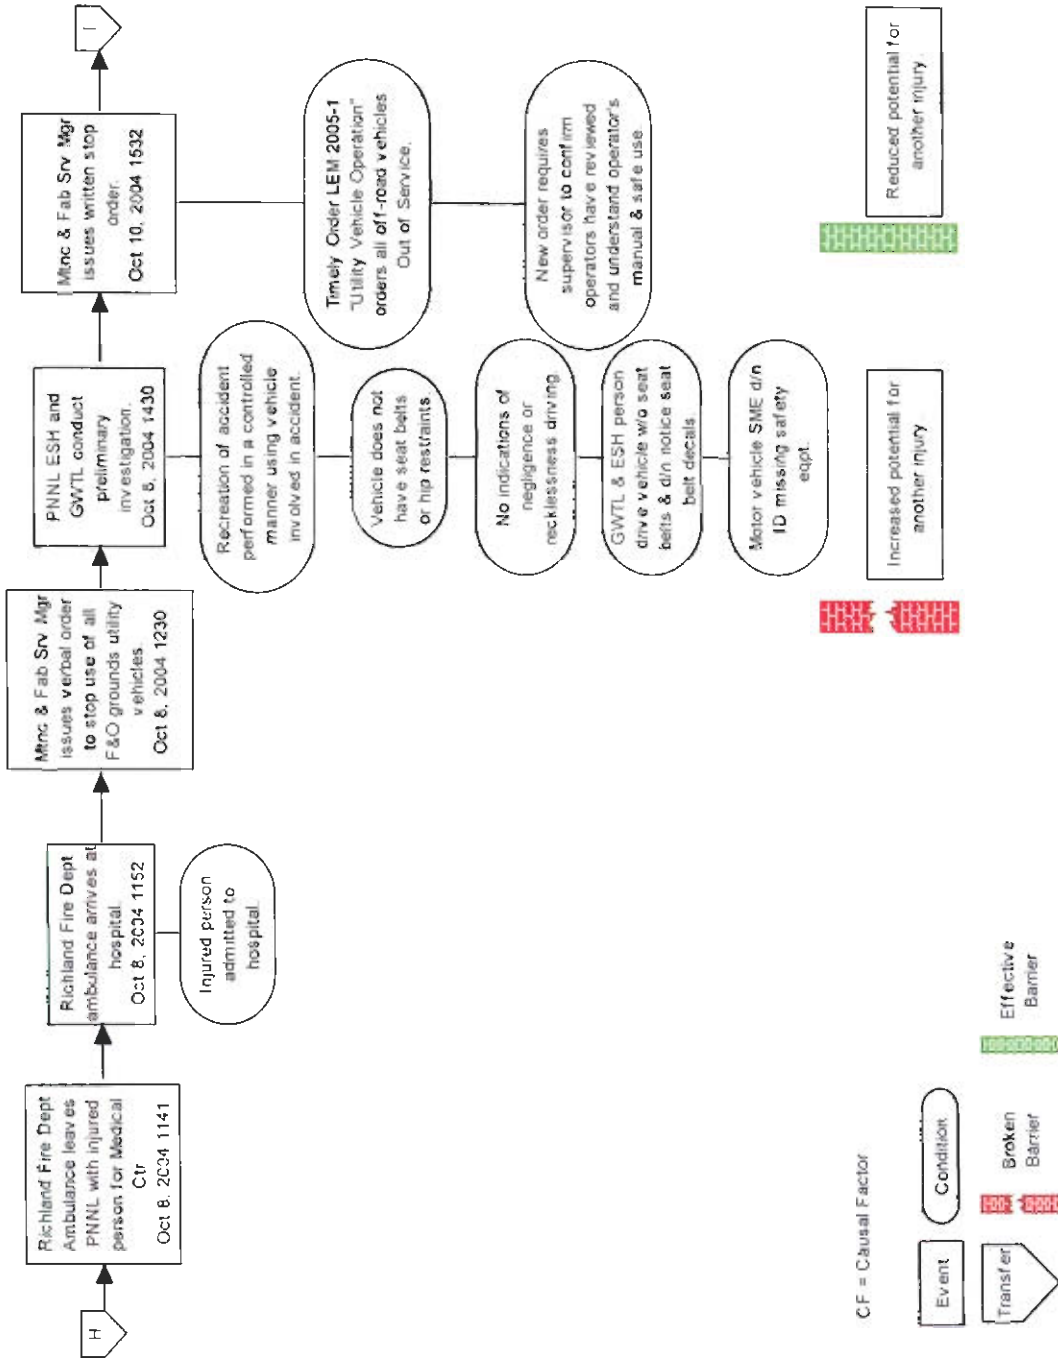 H
Richland Fire Dept
Ambulance leaves
PNNL with injured
person for Medical
Ctr
Oct 8, 2004 1141
Richland Fire Dept
ambulance arrives at
hospital.
Oct 8, 2004 1152
Injured person
admitted to
hospital.
Mtnc & Fab Srv Mgr
issues verbal order
to stop use of all
F&O grounds utility
vehicles.
Oct 8, 2004 1230
PNNL ESH and
GWTL conduct
preliminary
investigation.
Oct 8, 2004 1430
Recreation of accident
performed in a controlled
manner using vehicle
involved in accident.
Vehicle does not
have seat belts
or hip restraints.
No indications of
negligence or
recklessness driving.
GWTL & ESH person
drive vehicle w/o seat
belts & d/n notice seat
belt decals.
Motor vehicle SME d/n
ID missing safety
eqpt.
Mtnc & Fab Srv Mgr
issues written stop
order.
Oct 10, 2004 1532
Timely Order LEM 2005-1
"Utility Vehicle Operation"
orders all off-road vehicles
Out of Service.
New order requires
supervisor to confirm
operators have reviewed
and understand operator's
manual & safe use.
I
Increased potential for
another injury
Reduced potential for
another injury.
CF = Causal Factor
Event
Condition
Transfer
Broken
Barrier
Effective
Barrier